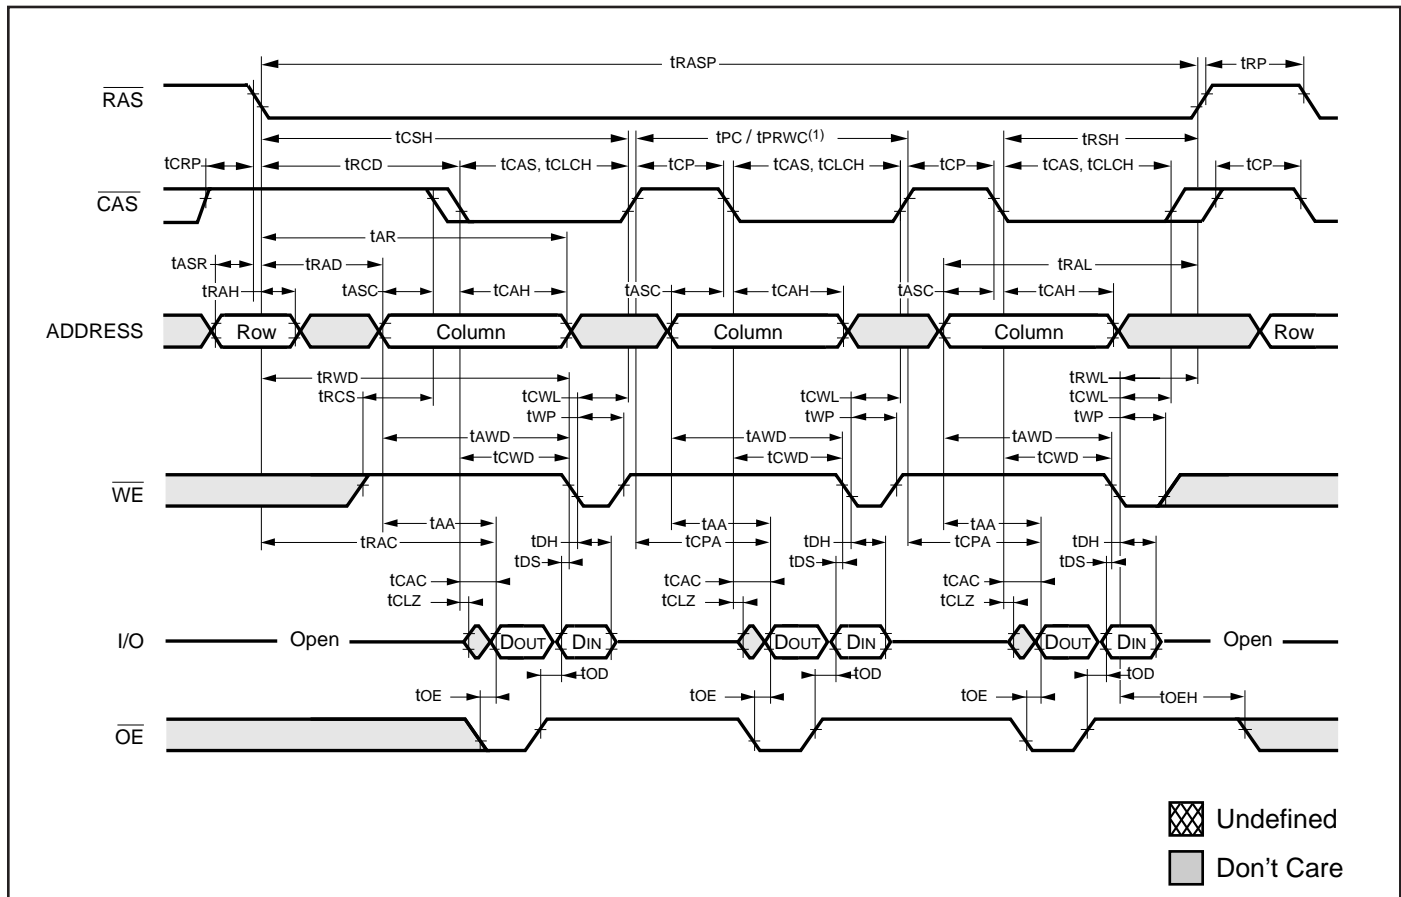 tRASP tRP
RAS
tCSH tPC / tPRWC(1) tRSH
tCRP tRCD tCAS, tCLCH tCP tCAS, tCLCH tCP tCAS, tCLCH tCP
CAS
tAR
tASR tRAD tRAL
tRAH tASC tCAH tASC tCAH tASC tCAH
ADDRESS Row Column Column Column Row
tRWD tRWL
tRCS tCWL tCWL tCWL
tWP tWP tWP
tAWD tAWD tAWD
tCWD tCWD tCWD
WE
tAA tAA tAA
tRAC tDH tCPA tDH tCPA tDH
tDS tDS tDS
tCAC tCAC tCAC
tCLZ tCLZ tCLZ
I/O Open DOUT DIN DOUT DIN DOUT DIN Open
tOD tOD tOD
tOE tOE tOE tOEH
OE
Undefined
Don't Care